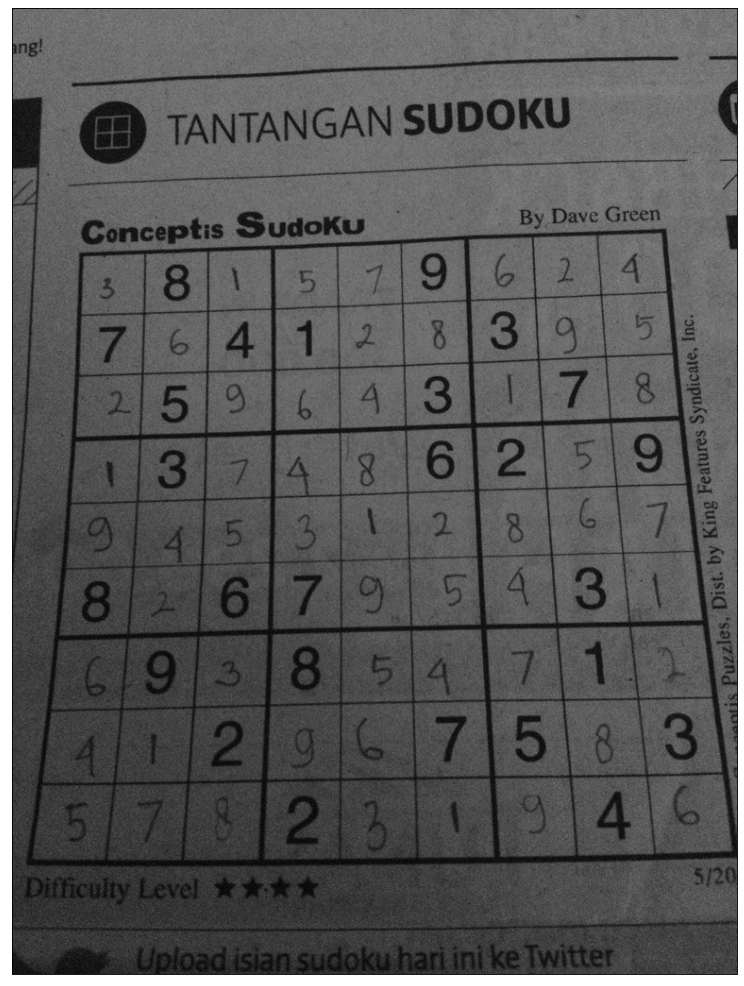 ang!
TANTANGAN SUDOKU
Conceptis SudoKu
By Dave Green
3 8 1 5 7 9 6 2 4
7 6 4 1 2 8 3 9 5
2 5 9 6 4 3 1 7 8
1 3 7 4 8 6 2 5 9
9 4 5 3 1 2 8 6 7
8 2 6 7 9 5 4 3 1
6 9 3 8 5 4 7 1 2
4 1 2 9 6 7 5 8 3
5 7 8 2 3 1 9 4 6
Puzzles, Dist. by King Features Syndicate, Inc.
Difficulty Level ★★★★
5/20
Upload isian sudoku hari ini ke Twitter